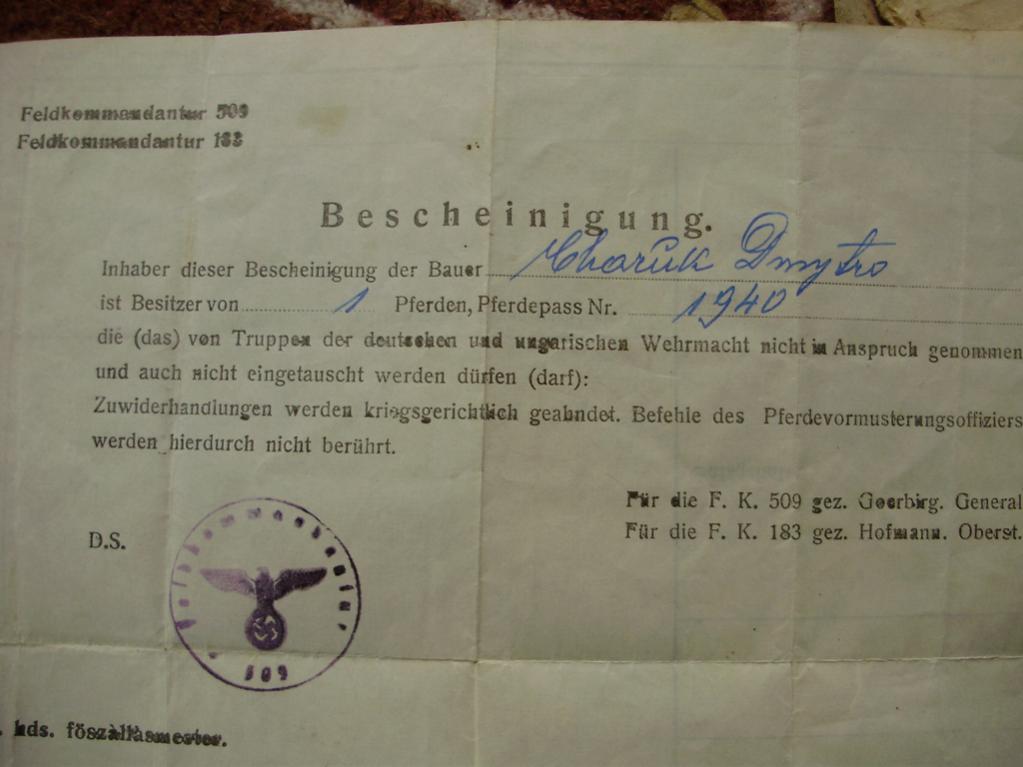 Feldkommandantur 509
Feldkommandantur 183
Bescheinigung.
Inhaber dieser Bescheinigung der Bauer Charuk Dmytro
ist Besitzer von 1 Pferden, Pferdepass Nr. 1940
die (das) von Truppen der deutschen und ungarischen Wehrmacht nicht in Anspruch genommen
und auch nicht eingetauscht werden dürfen (darf):
Zuwiderhandlungen werden kriegsgerichtlich geahndet. Befehle des Pferdevormusterungsoffiziers
werden hierdurch nicht berührt.
Für die F. K. 509 gez. General
Für die F. K. 183 gez. Hofmann. Oberst.
D.S.
Feldkommandantur
509
. hds. föszàllàsmester.